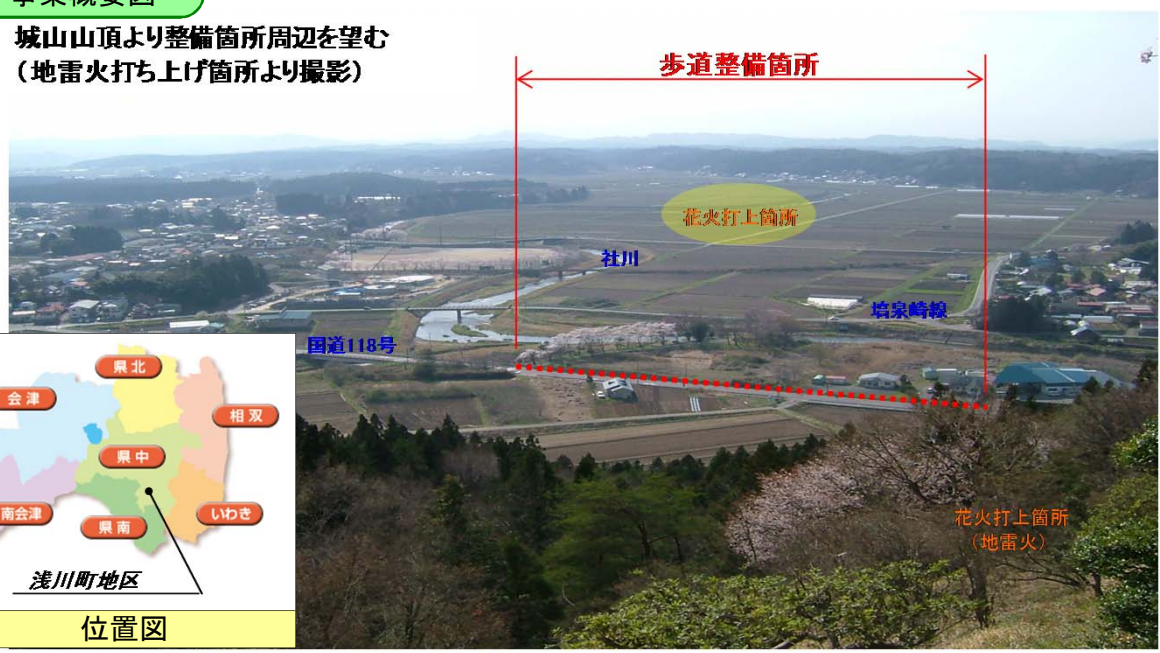 事業概要図
城山山頂より整備箇所周辺を望む
（地雷火打ち上げ箇所より撮影）
歩道整備箇所
花火打上箇所
社川
塙泉崎線
国道118号
県北
会津
相双
県中
南会津
いわき
県南
浅川町地区
位置図
花火打上箇所
（地雷火）